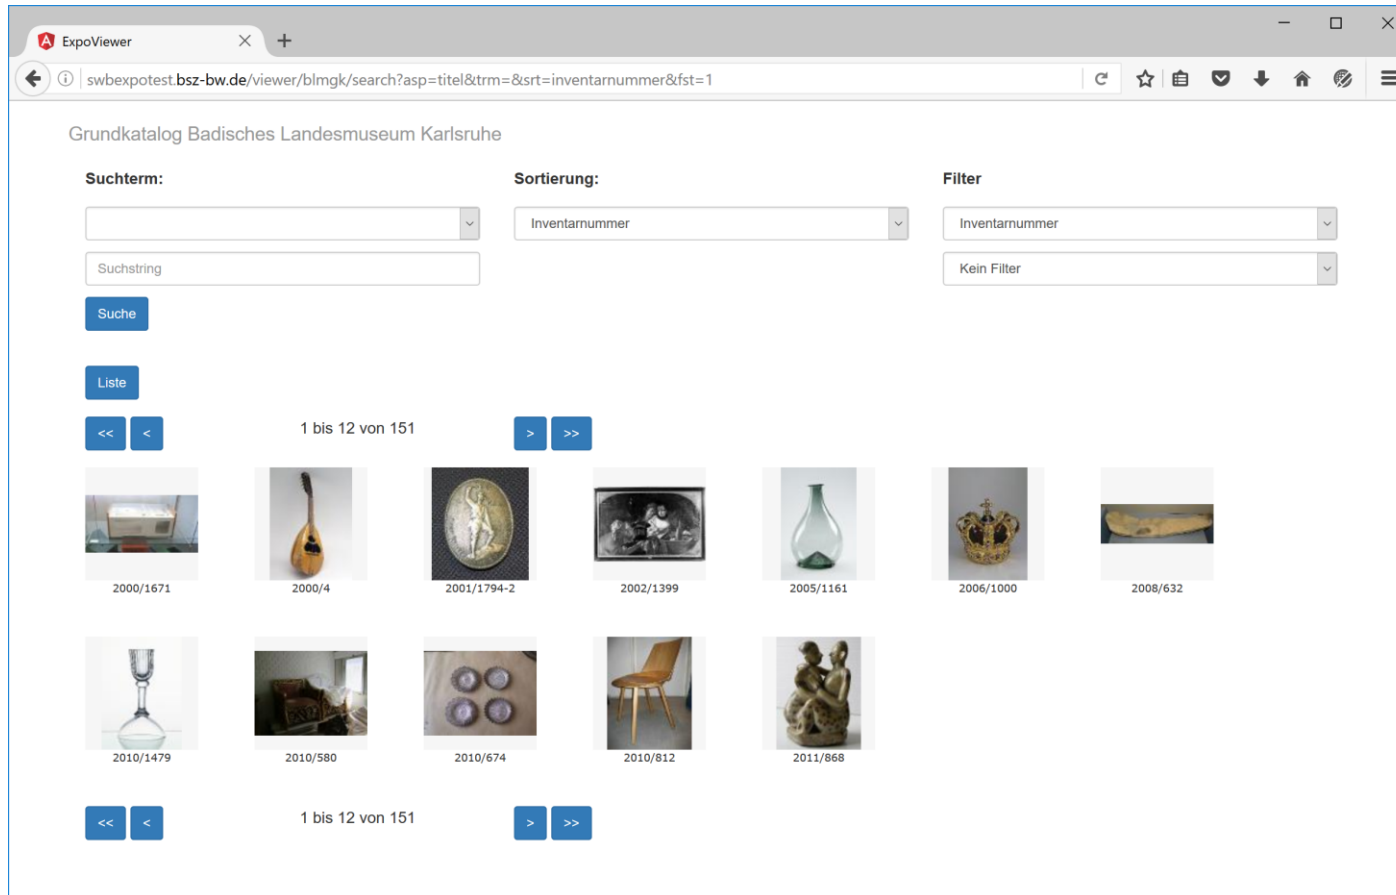 ExpoViewer
swbexpotest.bsz-bw.de/viewer/blmgk/search?asp=titel&trm=&srt=inventarnummer&fst=1
Grundkatalog Badisches Landesmuseum Karlsruhe
Suchterm: Sortierung: Filter
Inventarnummer Inventarnummer
Suchstring Kein Filter
Suche
Liste
<< < 1 bis 12 von 151 > >>
2000/1671 2000/4 2001/1794-2 2002/1399 2005/1161 2006/1000 2008/632
2010/1479 2010/580 2010/674 2010/812 2011/868
<< < 1 bis 12 von 151 > >>